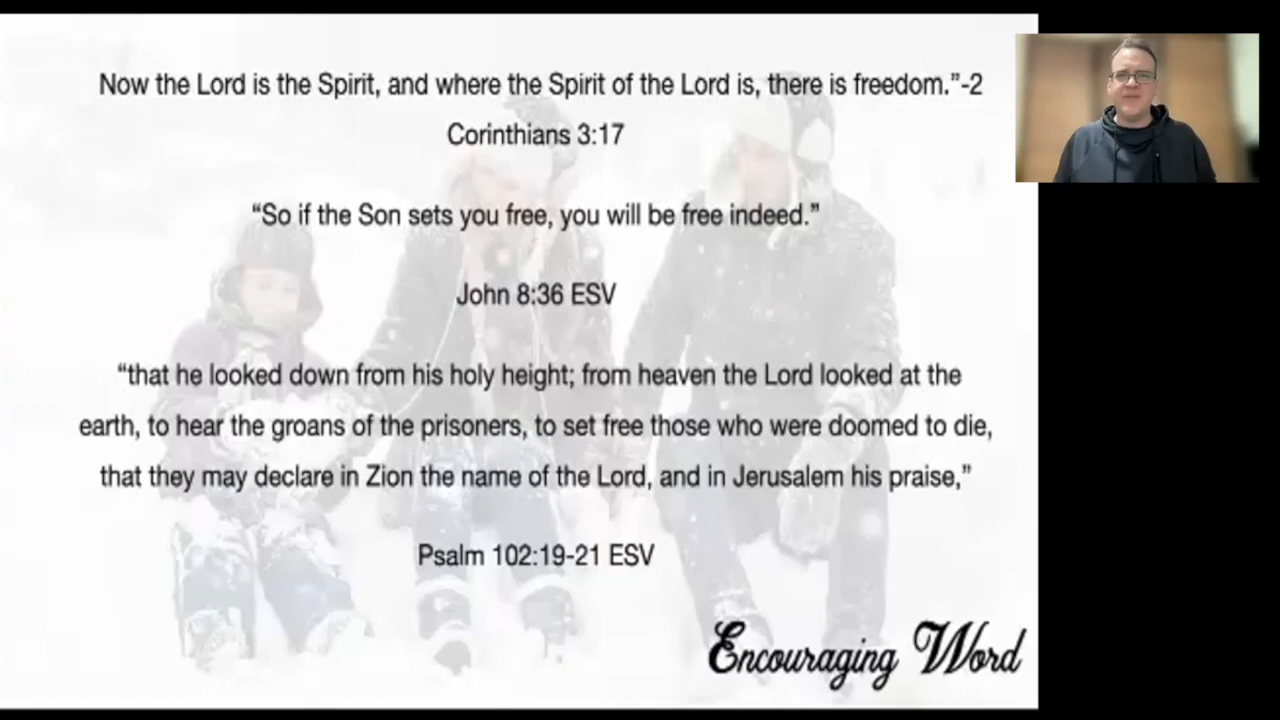 Now the Lord is the Spirit, and where the Spirit of the Lord is, there is freedom.”-2
Corinthians 3:17
“So if the Son sets you free, you will be free indeed.”
John 8:36 ESV
“that he looked down from his holy height; from heaven the Lord looked at the
earth, to hear the groans of the prisoners, to set free those who were doomed to die,
that they may declare in Zion the name of the Lord, and in Jerusalem his praise,”
Psalm 102:19-21 ESV
Encouraging Word